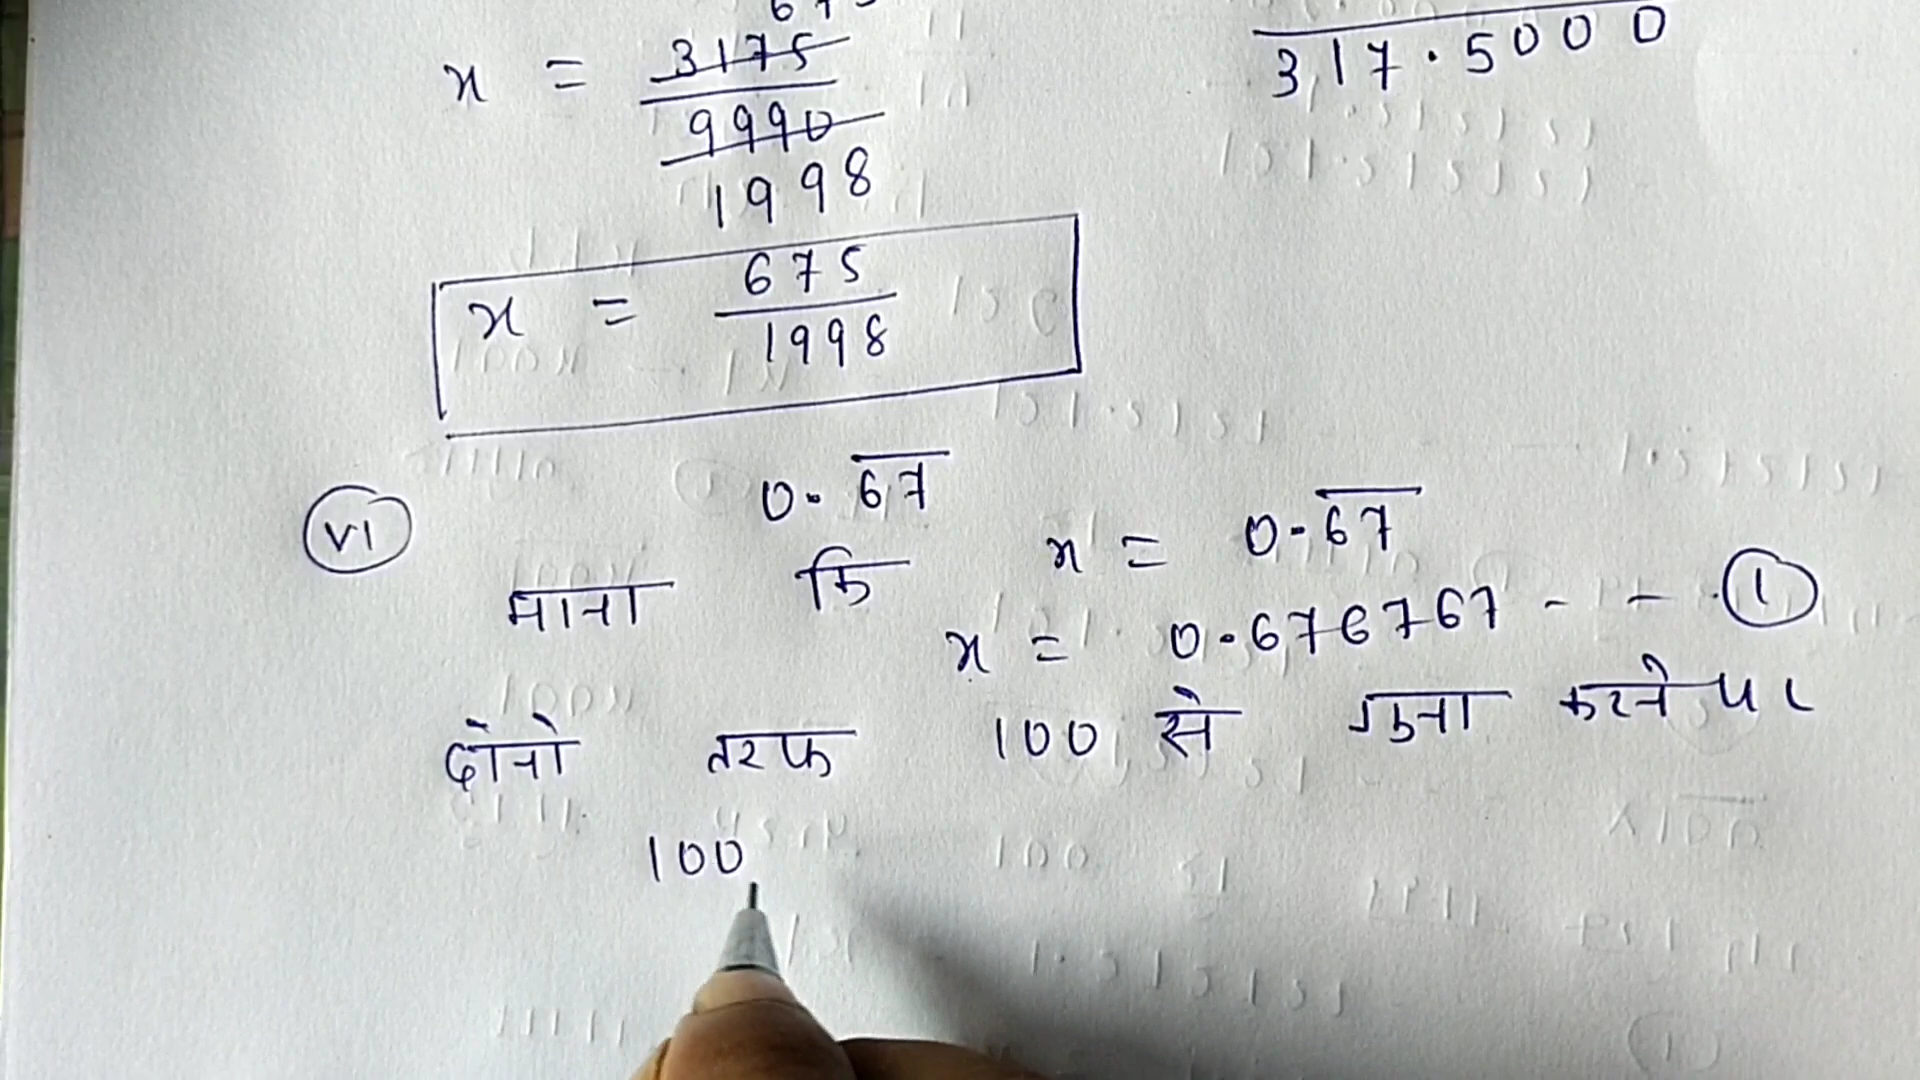 x = 3175
317.5000
9990
1998
x = 675
1998
VI 0.67
माना कि x = 0.67
x = 0.676767 - - - 1
दोनो तरफ 100 से गुना करने पर
100